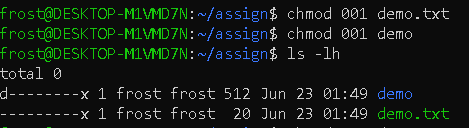 frost@DESKTOP-M1VMD7N:~/assign$ chmod 001 demo.txt
frost@DESKTOP-M1VMD7N:~/assign$ chmod 001 demo
frost@DESKTOP-M1VMD7N:~/assign$ ls -lh
total 0
d--------x 1 frost frost 512 Jun 23 01:49 demo
---------x 1 frost frost  20 Jun 23 01:49 demo.txt